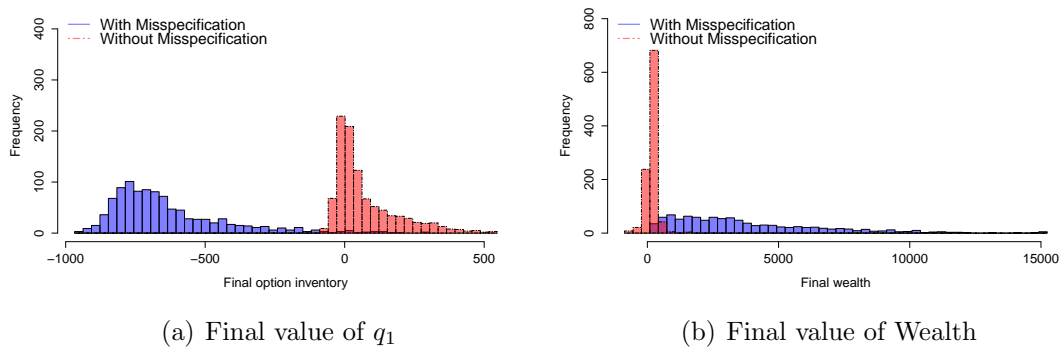 With Misspecification
Without Misspecification
Frequency
0 100 200 300 400
−1000 −500 0 500
Final option inventory
(a) Final value of q1
With Misspecification
Without Misspecification
Frequency
0 200 400 600 800
0 5000 10000 15000
Final wealth
(b) Final value of Wealth